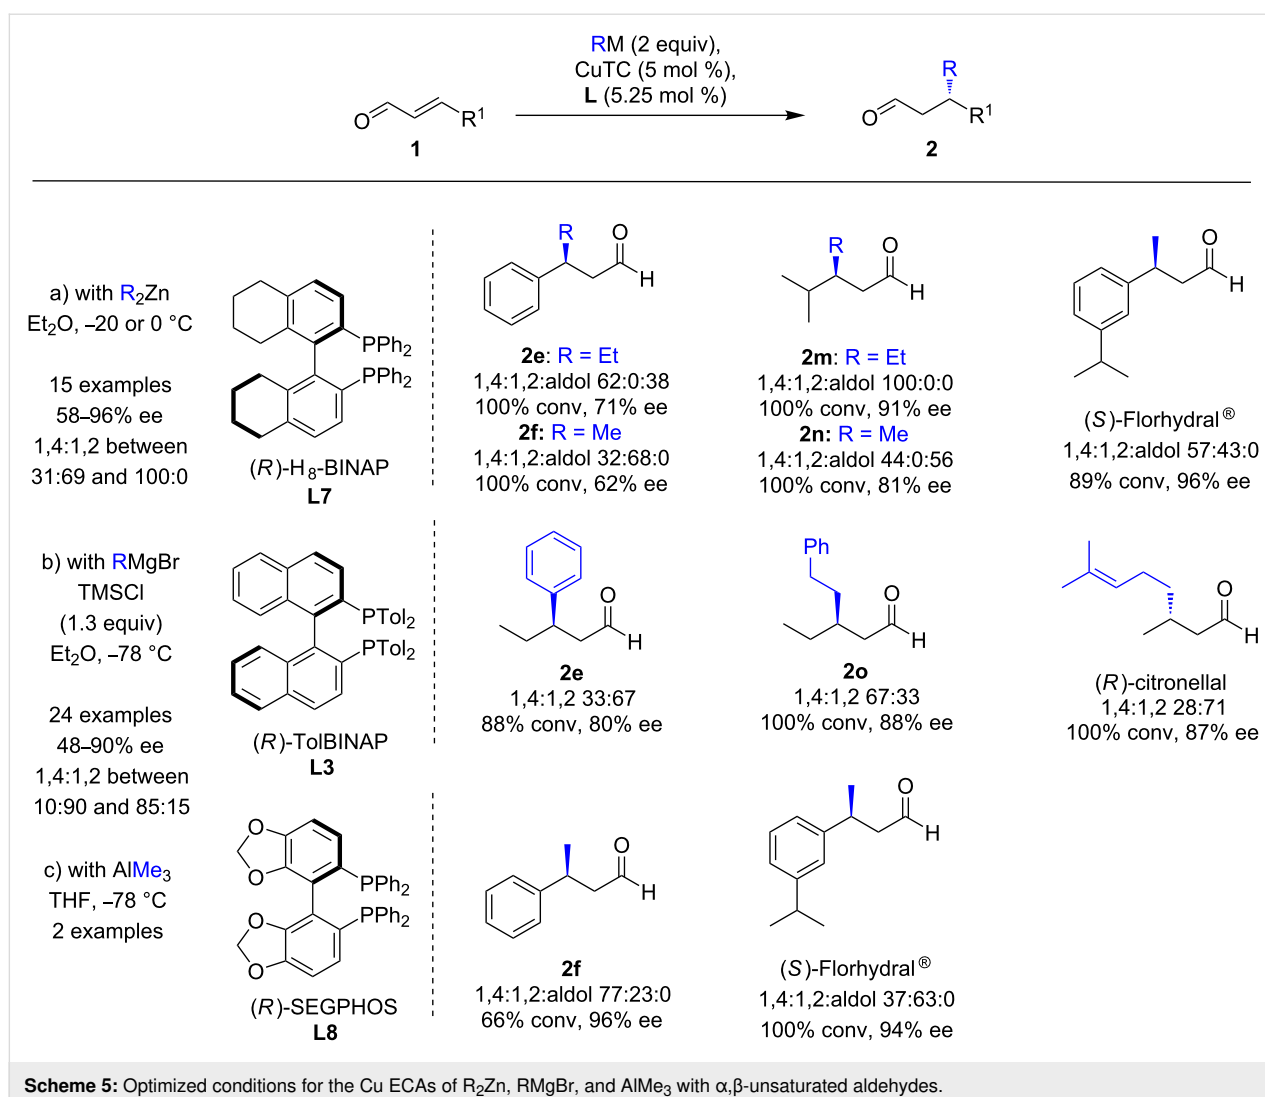 RM (2 equiv),
CuTC (5 mol %),
L (5.25 mol %)
O
R¹
1
R
O
R¹
2
a) with R₂Zn
Et₂O, –20 or 0 °C
15 examples
58–96% ee
1,4:1,2 between
31:69 and 100:0
PPh₂
PPh₂
(R)-H₈-BINAP
L7
R
O
H
2e: R = Et
1,4:1,2:aldol 62:0:38
100% conv, 71% ee
2f: R = Me
1,4:1,2:aldol 32:68:0
100% conv, 62% ee
R
O
H
2m: R = Et
1,4:1,2:aldol 100:0:0
100% conv, 91% ee
2n: R = Me
1,4:1,2:aldol 44:0:56
100% conv, 81% ee
O
H
(S)-Florhydral®
1,4:1,2:aldol 57:43:0
89% conv, 96% ee
b) with RMgBr
TMSCl
(1.3 equiv)
Et₂O, –78 °C
24 examples
48–90% ee
1,4:1,2 between
10:90 and 85:15
PTol₂
PTol₂
(R)-TolBINAP
L3
O
H
2e
1,4:1,2 33:67
88% conv, 80% ee
Ph
O
H
2o
1,4:1,2 67:33
100% conv, 88% ee
O
H
(R)-citronellal
1,4:1,2 28:71
100% conv, 87% ee
c) with AlMe₃
THF, –78 °C
2 examples
O
O
PPh₂
O
PPh₂
O
(R)-SEGPHOS
L8
O
H
2f
1,4:1,2:aldol 77:23:0
66% conv, 96% ee
O
H
(S)-Florhydral®
1,4:1,2:aldol 37:63:0
100% conv, 94% ee
Scheme 5: Optimized conditions for the Cu ECAs of R₂Zn, RMgBr, and AlMe₃ with α,β-unsaturated aldehydes.